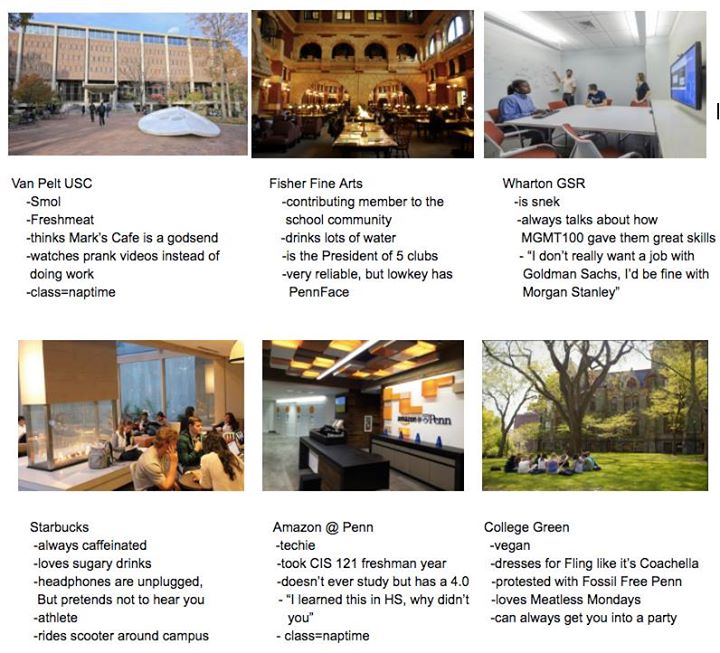 Van Pelt USC
-Smol
-Freshmeat
-thinks Mark's Cafe is a godsend
-watches prank videos instead of
doing work
-class=naptime
Fisher Fine Arts
-contributing member to the
school community
-drinks lots of water
-is the President of 5 clubs
-very reliable, but lowkey has
PennFace
Wharton GSR
-is snek
-always talks about how
MGMT100 gave them great skills
- “I don't really want a job with
Goldman Sachs, I'd be fine with
Morgan Stanley”
amazon@Penn
Starbucks
-always caffeinated
-loves sugary drinks
-headphones are unplugged,
But pretends not to hear you
-athlete
-rides scooter around campus
Amazon @ Penn
-techie
-took CIS 121 freshman year
-doesn't ever study but has a 4.0
- “I learned this in HS, why didn't
you”
- class=naptime
College Green
-vegan
-dresses for Fling like it's Coachella
-protested with Fossil Free Penn
-loves Meatless Mondays
-can always get you into a party